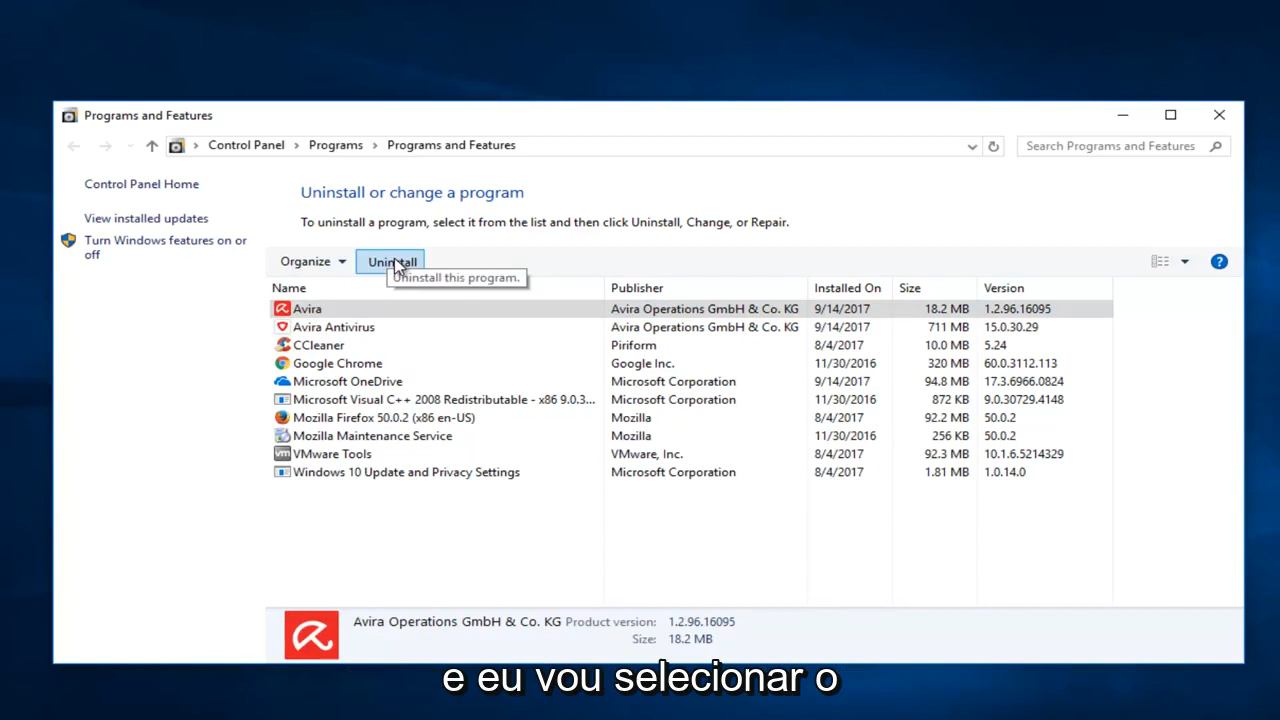 Programs and Features
Control Panel > Programs > Programs and Features
Search Programs and Features
Control Panel Home
View installed updates
Turn Windows features on or
off
Uninstall or change a program
To uninstall a program, select it from the list and then click Uninstall, Change, or Repair.
Organize
Uninstall
Uninstall this program.
Name Publisher Installed On Size Version
Avira Avira Operations GmbH & Co. KG 9/14/2017 18.2 MB 1.2.96.16095
Avira Antivirus Avira Operations GmbH & Co. KG 9/14/2017 711 MB 15.0.30.29
CCleaner Piriform 8/4/2017 10.0 MB 5.24
Google Chrome Google Inc. 11/30/2016 320 MB 60.0.3112.113
Microsoft OneDrive Microsoft Corporation 9/14/2017 94.8 MB 17.3.6966.0824
Microsoft Visual C++ 2008 Redistributable - x86 9.0.3... Microsoft Corporation 11/30/2016 872 KB 9.0.30729.4148
Mozilla Firefox 50.0.2 (x86 en-US) Mozilla 8/4/2017 92.2 MB 50.0.2
Mozilla Maintenance Service Mozilla 11/30/2016 256 KB 50.0.2
VMware Tools VMware, Inc. 8/4/2017 92.3 MB 10.1.6.5214329
Windows 10 Update and Privacy Settings Microsoft Corporation 8/4/2017 1.81 MB 1.0.14.0
Avira Operations GmbH & Co. KG Product version: 1.2.96.16095
Size: 18.2 MB
e eu vou selecionar o